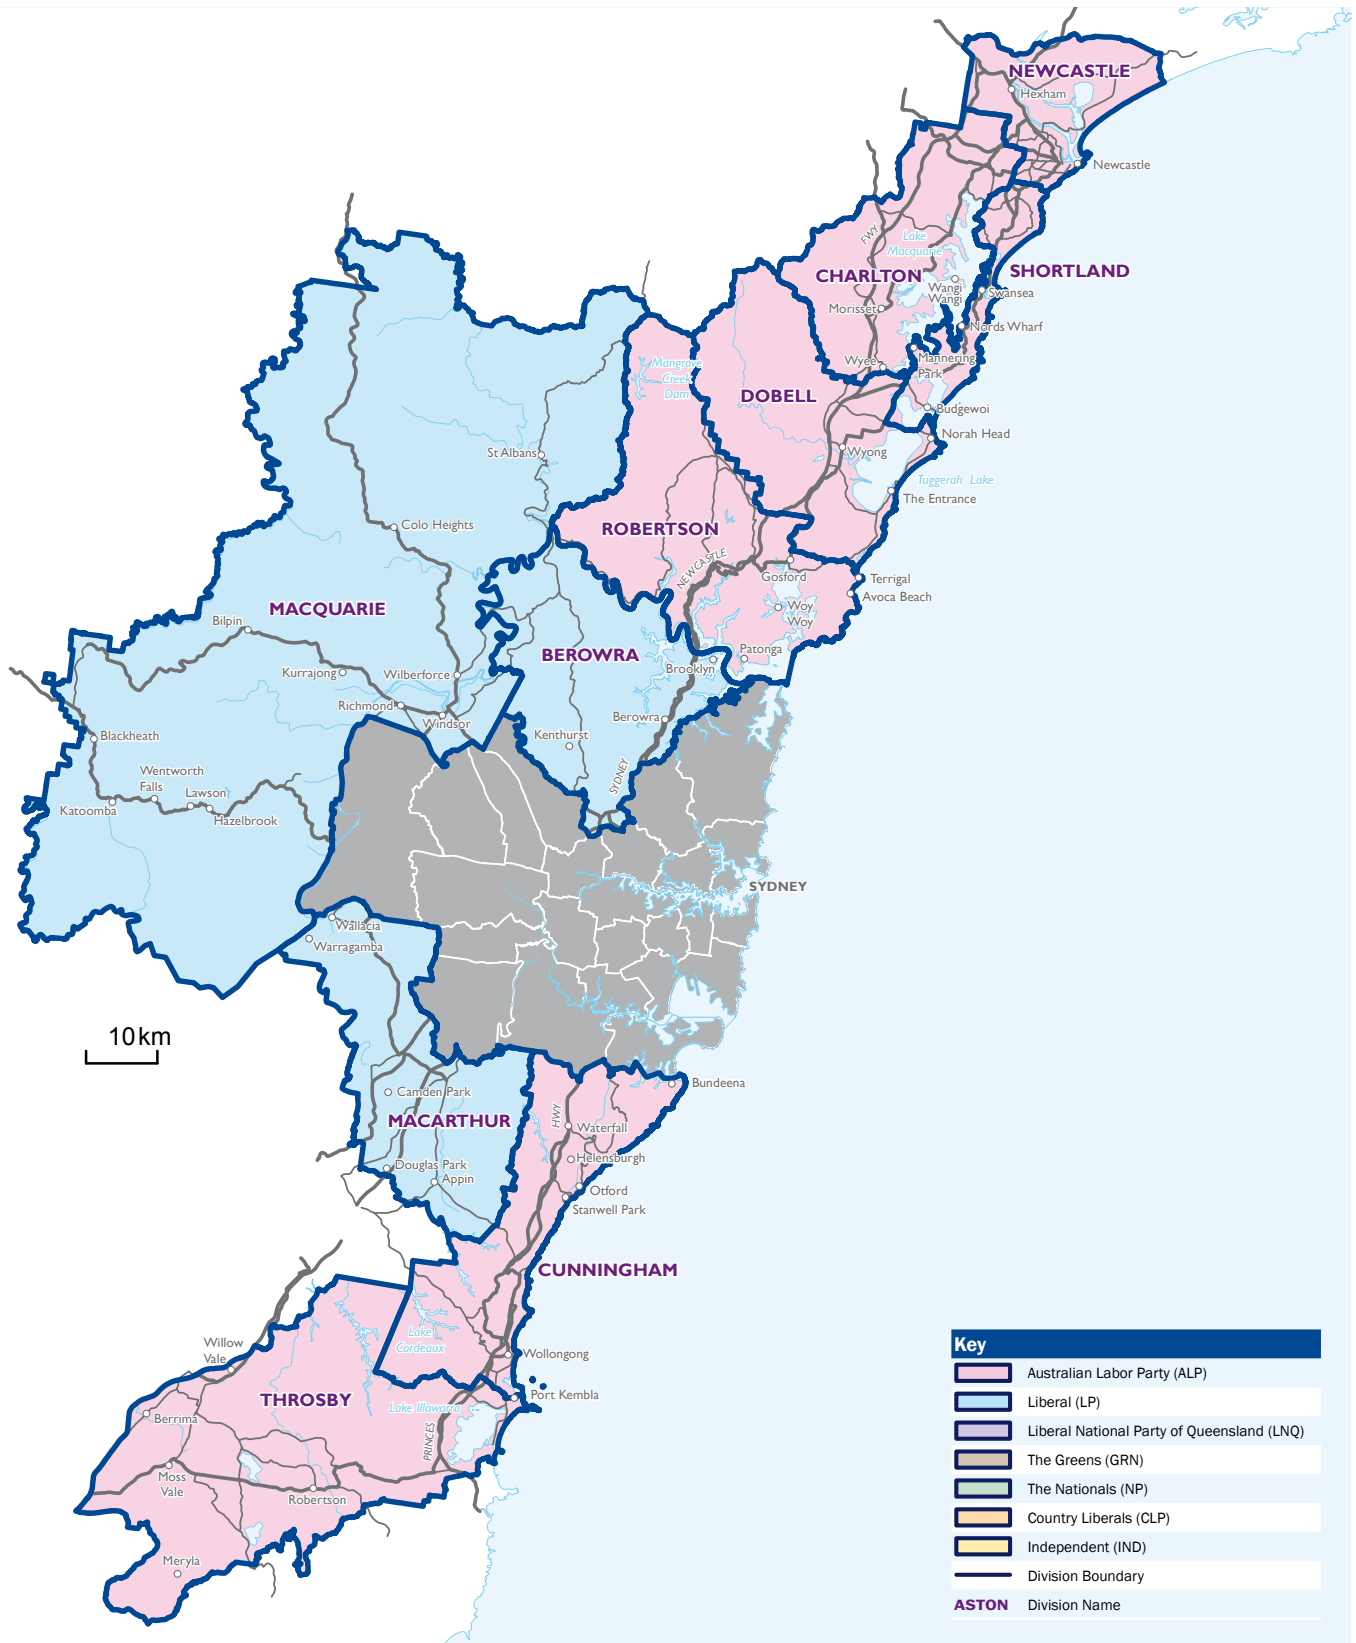 NEWCASTLE
Hexham
Newcastle
FWY
Lake
Macquarie
CHARLTON
SHORTLAND
Wangi
Wangi
Swansea
Morisset
Nords Wharf
Mannering
Park
Wyee
Mangrove
Creek
Dam
DOBELL
Budgewoi
Norah Head
Wyong
St Albans
Tuggerah Lake
The Entrance
Colo Heights
ROBERTSON
NEWCASTLE
Gosford
Terrigal
Avoca Beach
Woy
Woy
MACQUARIE
Bilpin
BEROWRA
Patonga
Brooklyn
Kurrajong
Wilberforce
Richmond
Windsor
Berowra
Kenthurst
Blackheath
SYDNEY
Wentworth
Falls
Lawson
Katoomba
Hazelbrook
SYDNEY
Wallacia
Warragamba
10 km
Bundeena
Camden Park
MACARTHUR
HWY
Waterfall
Helensburgh
Douglas Park
Appin
Otford
Stanwell Park
CUNNINGHAM
Lake
Cordeaux
Willow
Vale
Wollongong
THROSBY
Port Kembla
Lake Illawarra
Berrima
PRINCES
Moss
Vale
Robertson
Meryla
Key
Australian Labor Party (ALP)
Liberal (LP)
Liberal National Party of Queensland (LNQ)
The Greens (GRN)
The Nationals (NP)
Country Liberals (CLP)
Independent (IND)
Division Boundary
ASTON Division Name